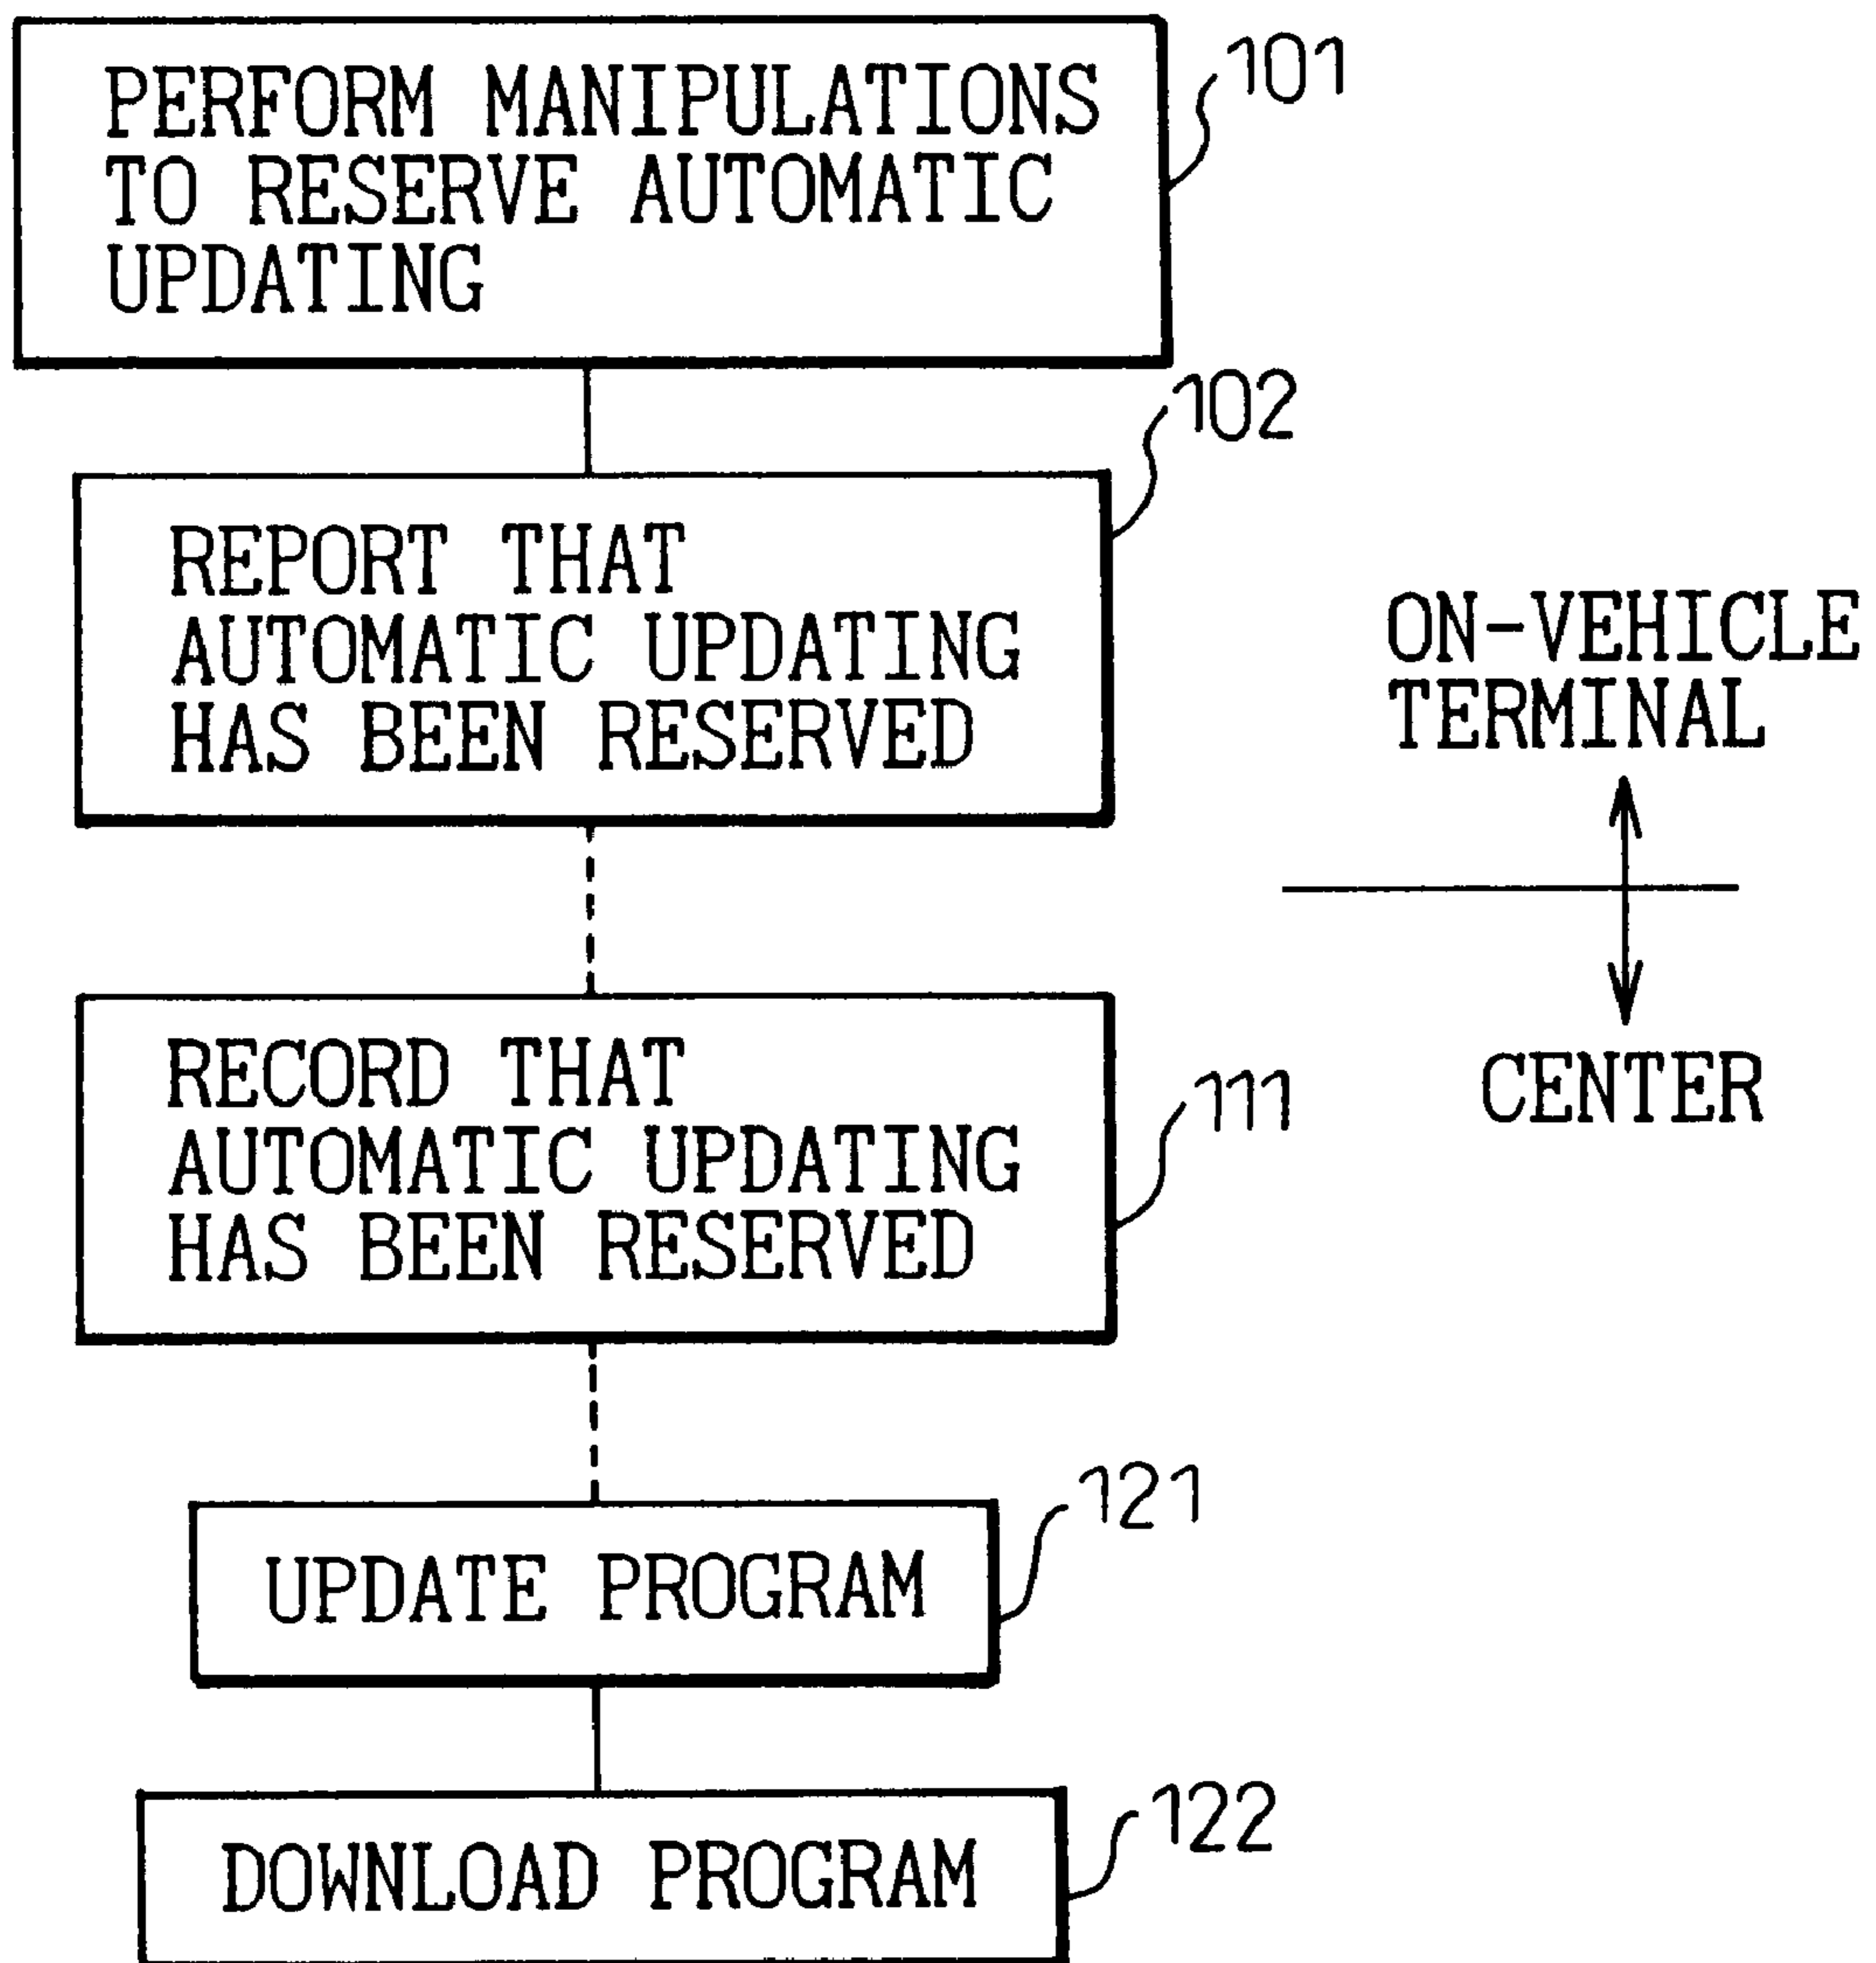 PERFORM MANIPULATIONS
TO RESERVE AUTOMATIC
UPDATING
101
102
REPORT THAT
AUTOMATIC UPDATING
HAS BEEN RESERVED
ON-VEHICLE
TERMINAL
CENTER
RECORD THAT
AUTOMATIC UPDATING
HAS BEEN RESERVED
111
121
UPDATE PROGRAM
122
DOWNLOAD PROGRAM